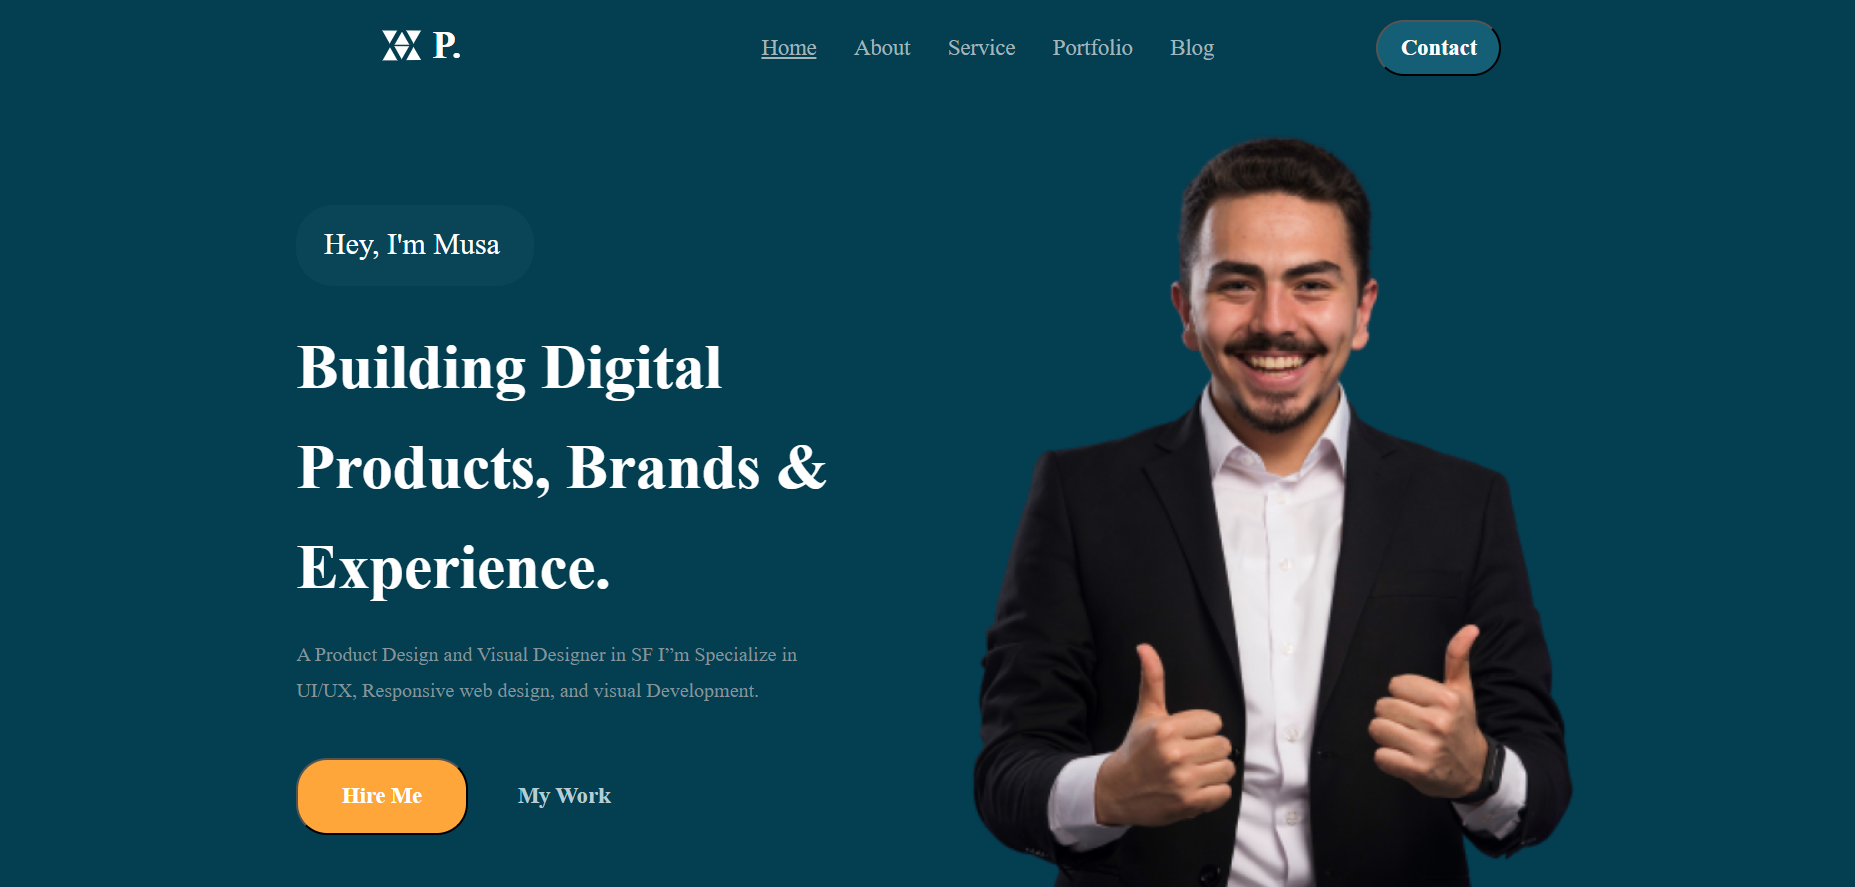 P.
Home About Service Portfolio Blog
Contact
Hey, I'm Musa
Building Digital
Products, Brands &
Experience.
A Product Design and Visual Designer in SF I”m Specialize in
UI/UX, Responsive web design, and visual Development.
Hire Me
My Work